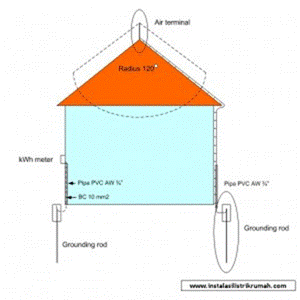 Air terminal
Radius 120°
kWh meter
Pipa PVC AW ¾"
Pipa PVC AW ¾"
BC 10 mm2
Grounding rod
Grounding rod
www.instalasilistrikrumah.com